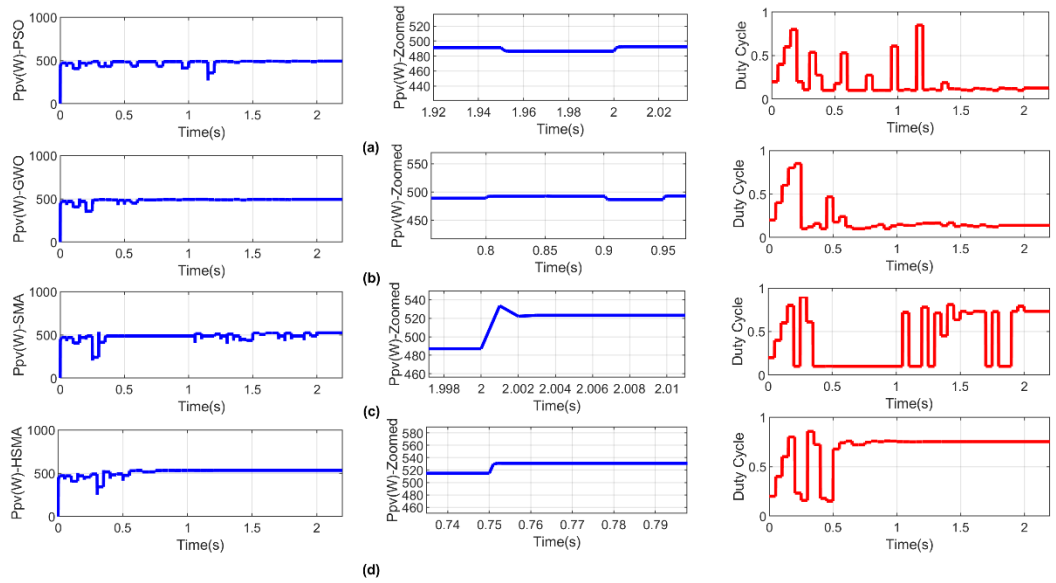 Ppv(W)-PSO
1000
500
0
0 0.5 1 1.5 2
Time(s)
Ppv(W)-Zoomed
520
500
480
460
440
1.92 1.94 1.96 1.98 2 2.02
Time(s)
Duty Cycle
1
0.5
0
0 0.5 1 1.5 2
Time(s)
(a)
Ppv(W)-GWO
1000
500
0
0 0.5 1 1.5 2
Time(s)
Ppv(W)-Zoomed
550
500
450
0.8 0.85 0.9 0.95
Time(s)
Duty Cycle
1
0.5
0
0 0.5 1 1.5 2
Time(s)
(b)
Ppv(W)-SMA
1000
500
0
0 0.5 1 1.5 2
Time(s)
Ppv(W)-Zoomed
540
520
500
480
460
1.998 2 2.002 2.004 2.006 2.008 2.01
Time(s)
Duty Cycle
1
0.5
0
0 0.5 1 1.5 2
Time(s)
(c)
Ppv(W)-HSMA
1000
500
0
0 0.5 1 1.5 2
Time(s)
Ppv(W)-Zoomed
580
560
540
520
500
480
460
0.74 0.75 0.76 0.77 0.78 0.79
Time(s)
Duty Cycle
1
0.5
0
0 0.5 1 1.5 2
Time(s)
(d)